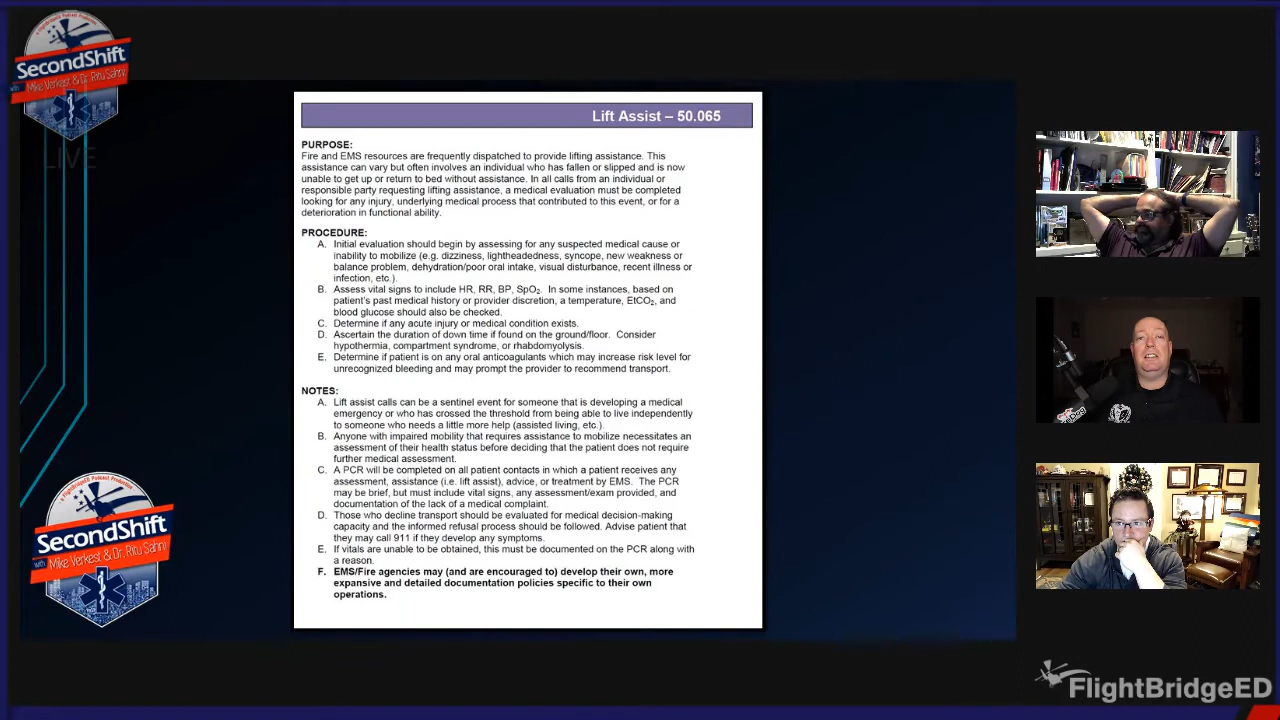 A FlightBridgeED Podcast Production
SecondShift
with Mike Verkest & Dr. Ritu Sahni
LIVE
Lift Assist – 50.065
PURPOSE:
Fire and EMS resources are frequently dispatched to provide lifting assistance. This
assistance can vary but often involves an individual who has fallen or slipped and is now
unable to get up or return to bed without assistance. In all calls from an individual or
responsible party requesting lifting assistance, a medical evaluation must be completed
looking for any injury, underlying medical process that contributed to this event, or for a
deterioration in functional ability.
PROCEDURE:
A. Initial evaluation should begin by assessing for any suspected medical cause or
inability to mobilize (e.g. dizziness, lightheadedness, syncope, new weakness or
balance problem, dehydration/poor oral intake, visual disturbance, recent illness or
infection, etc.).
B. Assess vital signs to include HR, RR, BP, SpO₂. In some instances, based on
patient's past medical history or provider discretion, a temperature, EtCO₂, and
blood glucose should also be checked.
C. Determine if any acute injury or medical condition exists.
D. Ascertain the duration of down time if found on the ground/floor. Consider
hypothermia, compartment syndrome, or rhabdomyolysis.
E. Determine if patient is on any oral anticoagulants which may increase risk level for
unrecognized bleeding and may prompt the provider to recommend transport.
NOTES:
A. Lift assist calls can be a sentinel event for someone that is developing a medical
emergency or who has crossed the threshold from being able to live independently
to someone who needs a little more help (assisted living, etc.).
B. Anyone with impaired mobility that requires assistance to mobilize necessitates an
assessment of their health status before deciding that the patient does not require
further medical assessment.
C. A PCR will be completed on all patient contacts in which a patient receives any
assessment, assistance (i.e. lift assist), advice, or treatment by EMS. The PCR
may be brief, but must include vital signs, any assessment/exam provided, and
documentation of the lack of a medical complaint.
D. Those who decline transport should be evaluated for medical decision-making
capacity and the informed refusal process should be followed. Advise patient that
they may call 911 if they develop any symptoms.
E. If vitals are unable to be obtained, this must be documented on the PCR along with
a reason.
F. EMS/Fire agencies may (and are encouraged to) develop their own, more
expansive and detailed documentation policies specific to their own
operations.
A FlightBridgeED Podcast Production
SecondShift
with Mike Verkest & Dr. Ritu Sahni
FlightBridgeED